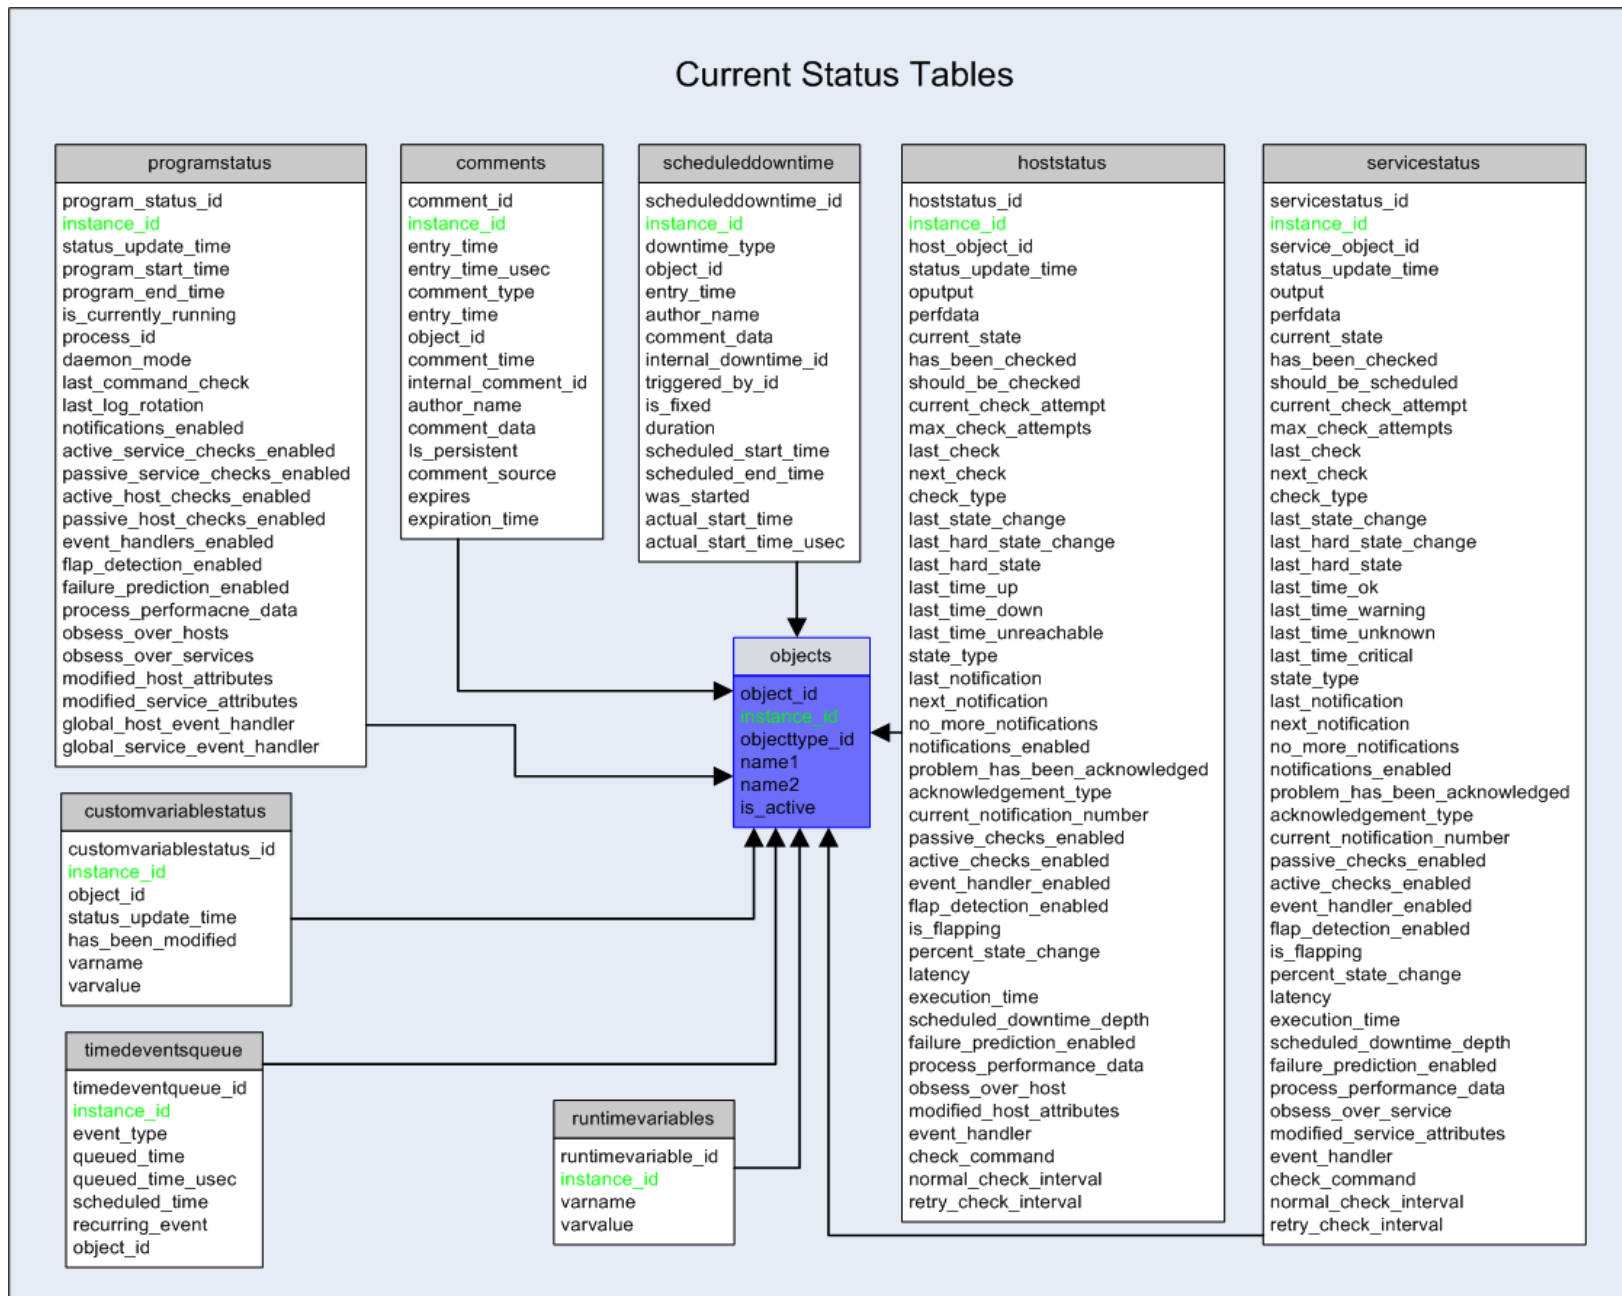 Current Status Tables
programstatus
program_status_id
instance_id
status_update_time
program_start_time
program_end_time
is_currently_running
process_id
daemon_mode
last_command_check
last_log_rotation
notifications_enabled
active_service_checks_enabled
passive_service_checks_enabled
active_host_checks_enabled
passive_host_checks_enabled
event_handlers_enabled
flap_detection_enabled
failure_prediction_enabled
process_performacne_data
obsess_over_hosts
obsess_over_services
modified_host_attributes
modified_service_attributes
global_host_event_handler
global_service_event_handler
comments
comment_id
instance_id
entry_time
entry_time_usec
comment_type
entry_time
object_id
comment_time
internal_comment_id
author_name
comment_data
Is_persistent
comment_source
expires
expiration_time
scheduleddowntime
scheduleddowntime_id
instance_id
downtime_type
object_id
entry_time
author_name
comment_data
internal_downtime_id
triggered_by_id
is_fixed
duration
scheduled_start_time
scheduled_end_time
was_started
actual_start_time
actual_start_time_usec
hoststatus
hoststatus_id
instance_id
host_object_id
status_update_time
oputput
perfdata
current_state
has_been_checked
should_be_checked
current_check_attempt
max_check_attempts
last_check
next_check
check_type
last_state_change
last_hard_state_change
last_hard_state
last_time_up
last_time_down
last_time_unreachable
state_type
last_notification
next_notification
no_more_notifications
notifications_enabled
problem_has_been_acknowledged
acknowledgement_type
current_notification_number
passive_checks_enabled
active_checks_enabled
event_handler_enabled
flap_detection_enabled
is_flapping
percent_state_change
latency
execution_time
scheduled_downtime_depth
failure_prediction_enabled
process_performance_data
obsess_over_host
modified_host_attributes
event_handler
check_command
normal_check_interval
retry_check_interval
servicestatus
servicestatus_id
instance_id
service_object_id
status_update_time
output
perfdata
current_state
has_been_checked
should_be_scheduled
current_check_attempt
max_check_attempts
last_check
next_check
check_type
last_state_change
last_hard_state_change
last_hard_state
last_time_ok
last_time_warning
last_time_unknown
last_time_critical
state_type
last_notification
next_notification
no_more_notifications
notifications_enabled
problem_has_been_acknowledged
acknowledgement_type
current_notification_number
passive_checks_enabled
active_checks_enabled
event_handler_enabled
flap_detection_enabled
is_flapping
percent_state_change
latency
execution_time
scheduled_downtime_depth
failure_prediction_enabled
process_performance_data
obsess_over_service
modified_service_attributes
event_handler
check_command
normal_check_interval
retry_check_interval
objects
object_id
instance_id
objecttype_id
name1
name2
is_active
customvariablestatus
customvariablestatus_id
instance_id
object_id
status_update_time
has_been_modified
varname
varvalue
timedeventsqueue
timedeventqueue_id
instance_id
event_type
queued_time
queued_time_usec
scheduled_time
recurring_event
object_id
runtimevariables
runtimevariable_id
instance_id
varname
varvalue